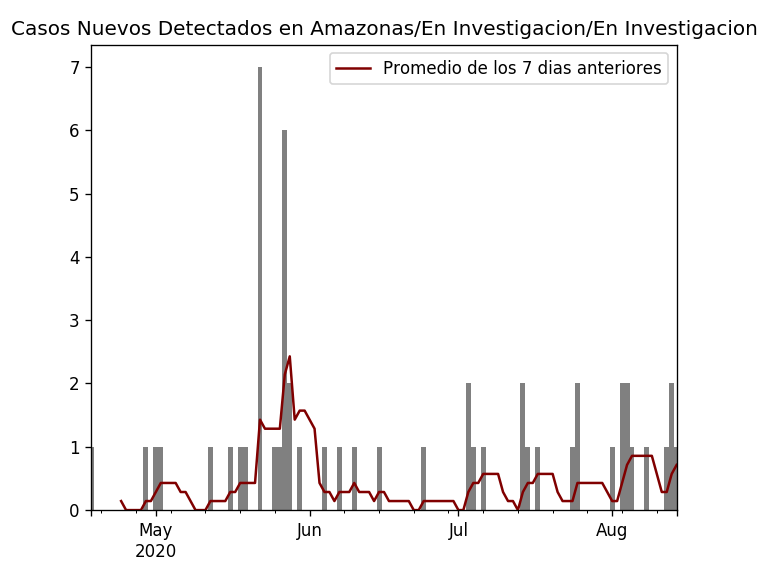 Casos Nuevos Detectados en Amazonas/En Investigacion/En Investigacion
Promedio de los 7 dias anteriores
7
6
5
4
3
2
1
0
May
2020
Jun
Jul
Aug